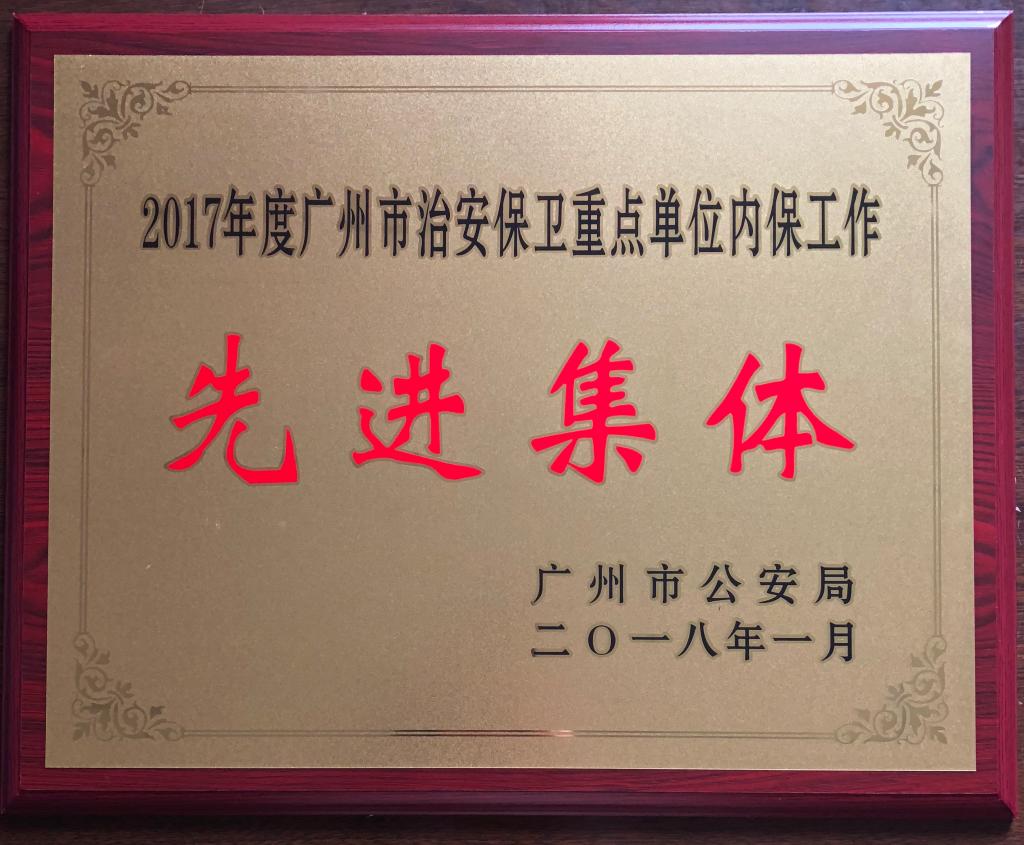 2017年度广州市治安保卫重点单位内保工作
先进集体
广州市公安局
二〇一八年一月